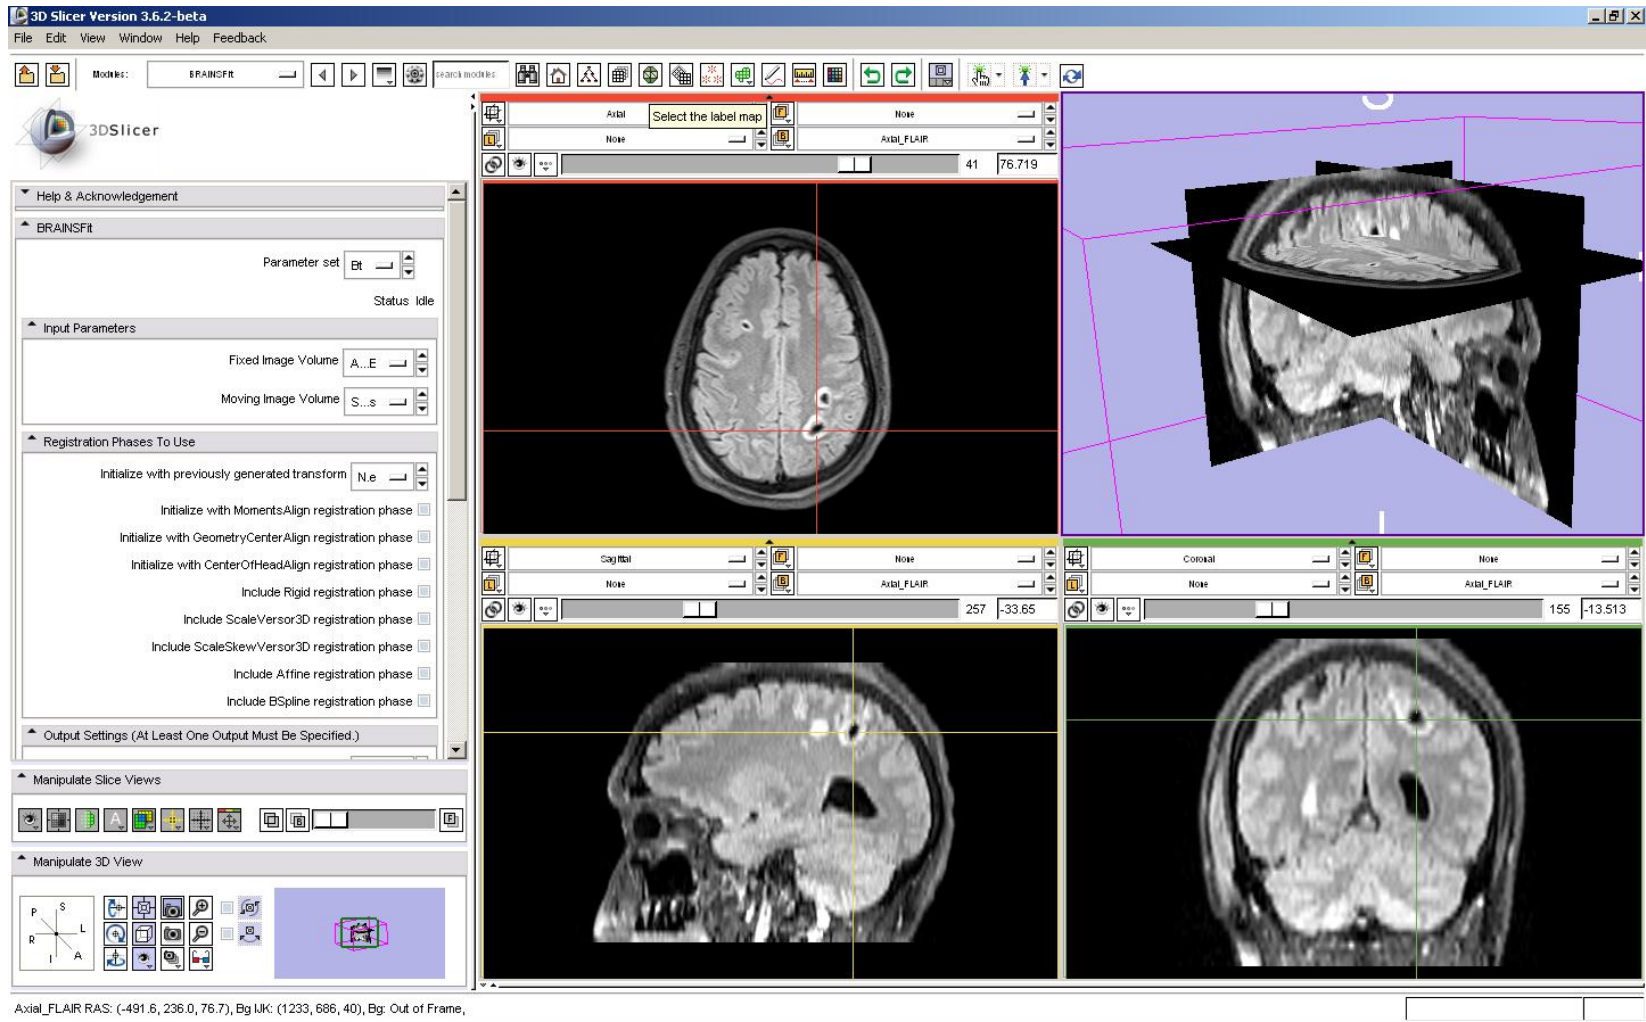 3D Slicer Version 3.6.2-beta
File Edit View Window Help Feedback
Modules: BRAINSFit search modules
3DSlicer
Help & Acknowledgement
BRAINSFit
Parameter set Bt
Status Idle
Input Parameters
Fixed Image Volume A...E
Moving Image Volume S...s
Registration Phases To Use
Initialize with previously generated transform N.e
Initialize with MomentsAlign registration phase
Initialize with GeometryCenterAlign registration phase
Initialize with CenterOfHeadAlign registration phase
Include Rigid registration phase
Include ScaleVersor3D registration phase
Include ScaleSkewVersor3D registration phase
Include Affine registration phase
Include BSpline registration phase
Output Settings (At Least One Output Must Be Specified.)
Manipulate Slice Views
A B F
Manipulate 3D View
P S
R L
I A
Axial Select the label map F None
L None B Axial_FLAIR
41 76.719
Sagittal F None
L None B Axial_FLAIR
257 -33.65
Coronal F None
L None B Axial_FLAIR
155 -13.513
Axial_FLAIR RAS: (-491.6, 236.0, 76.7), Bg IJK: (1233, 686, 40), Bg: Out of Frame,